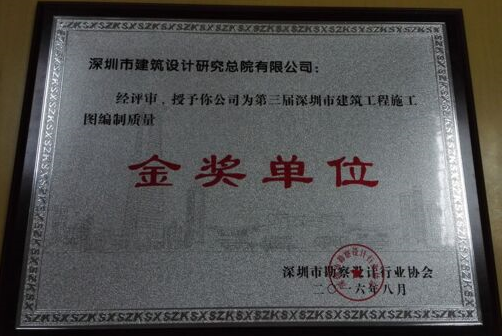 深圳市建筑设计研究总院有限公司：
经评审，授予你公司为第三届深圳市建筑工程施工
图编制质量
金奖单位
深圳市勘察设计行业协会
二〇一六年八月